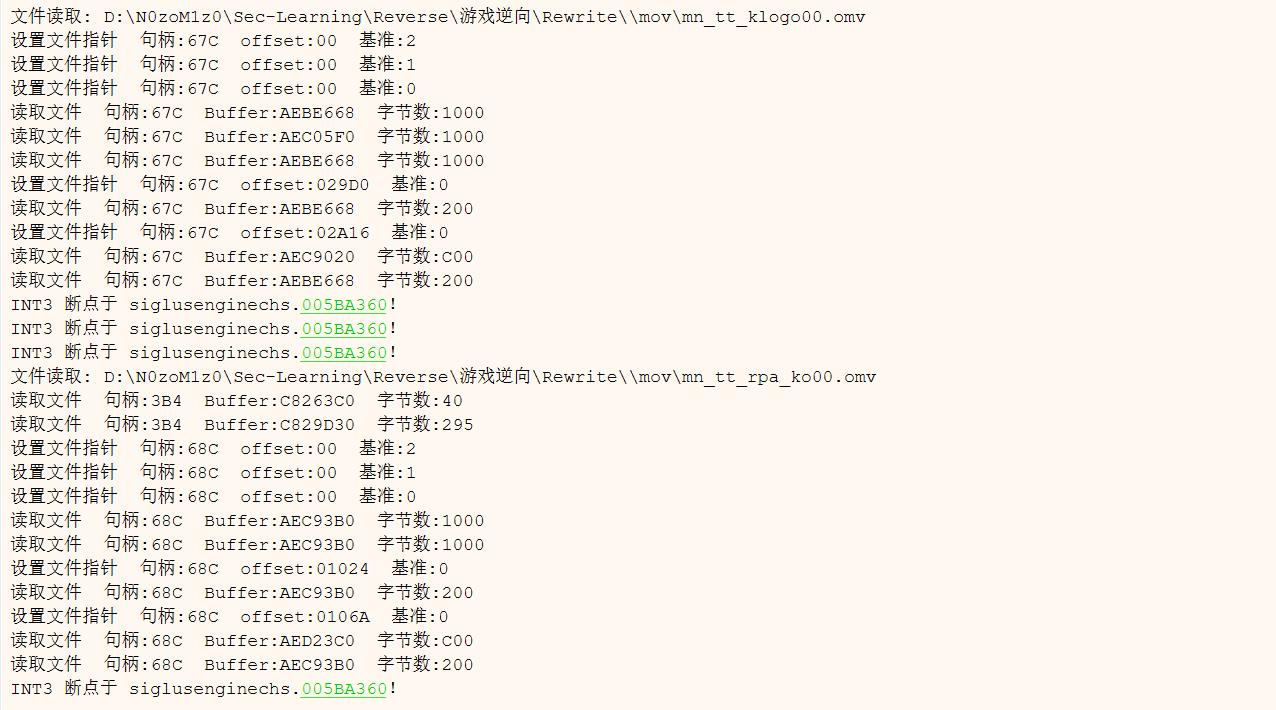 文件读取: D:\N0zoM1z0\Sec-Learning\Reverse\游戏逆向\Rewrite\\mov\mn_tt_klogo00.omv
设置文件指针  句柄:67C  offset:00  基准:2
设置文件指针  句柄:67C  offset:00  基准:1
设置文件指针  句柄:67C  offset:00  基准:0
读取文件  句柄:67C  Buffer:AEBE668  字节数:1000
读取文件  句柄:67C  Buffer:AEC05F0  字节数:1000
读取文件  句柄:67C  Buffer:AEBE668  字节数:1000
设置文件指针  句柄:67C  offset:029D0  基准:0
读取文件  句柄:67C  Buffer:AEBE668  字节数:200
设置文件指针  句柄:67C  offset:02A16  基准:0
读取文件  句柄:67C  Buffer:AEC9020  字节数:C00
读取文件  句柄:67C  Buffer:AEBE668  字节数:200
INT3 断点于 siglusenginechs.005BA360!
INT3 断点于 siglusenginechs.005BA360!
INT3 断点于 siglusenginechs.005BA360!
文件读取: D:\N0zoM1z0\Sec-Learning\Reverse\游戏逆向\Rewrite\\mov\mn_tt_rpa_ko00.omv
读取文件  句柄:3B4  Buffer:C8263C0  字节数:40
读取文件  句柄:3B4  Buffer:C829D30  字节数:295
设置文件指针  句柄:68C  offset:00  基准:2
设置文件指针  句柄:68C  offset:00  基准:1
设置文件指针  句柄:68C  offset:00  基准:0
读取文件  句柄:68C  Buffer:AEC93B0  字节数:1000
读取文件  句柄:68C  Buffer:AEC93B0  字节数:1000
设置文件指针  句柄:68C  offset:01024  基准:0
读取文件  句柄:68C  Buffer:AEC93B0  字节数:200
设置文件指针  句柄:68C  offset:0106A  基准:0
读取文件  句柄:68C  Buffer:AED23C0  字节数:C00
读取文件  句柄:68C  Buffer:AEC93B0  字节数:200
INT3 断点于 siglusenginechs.005BA360!